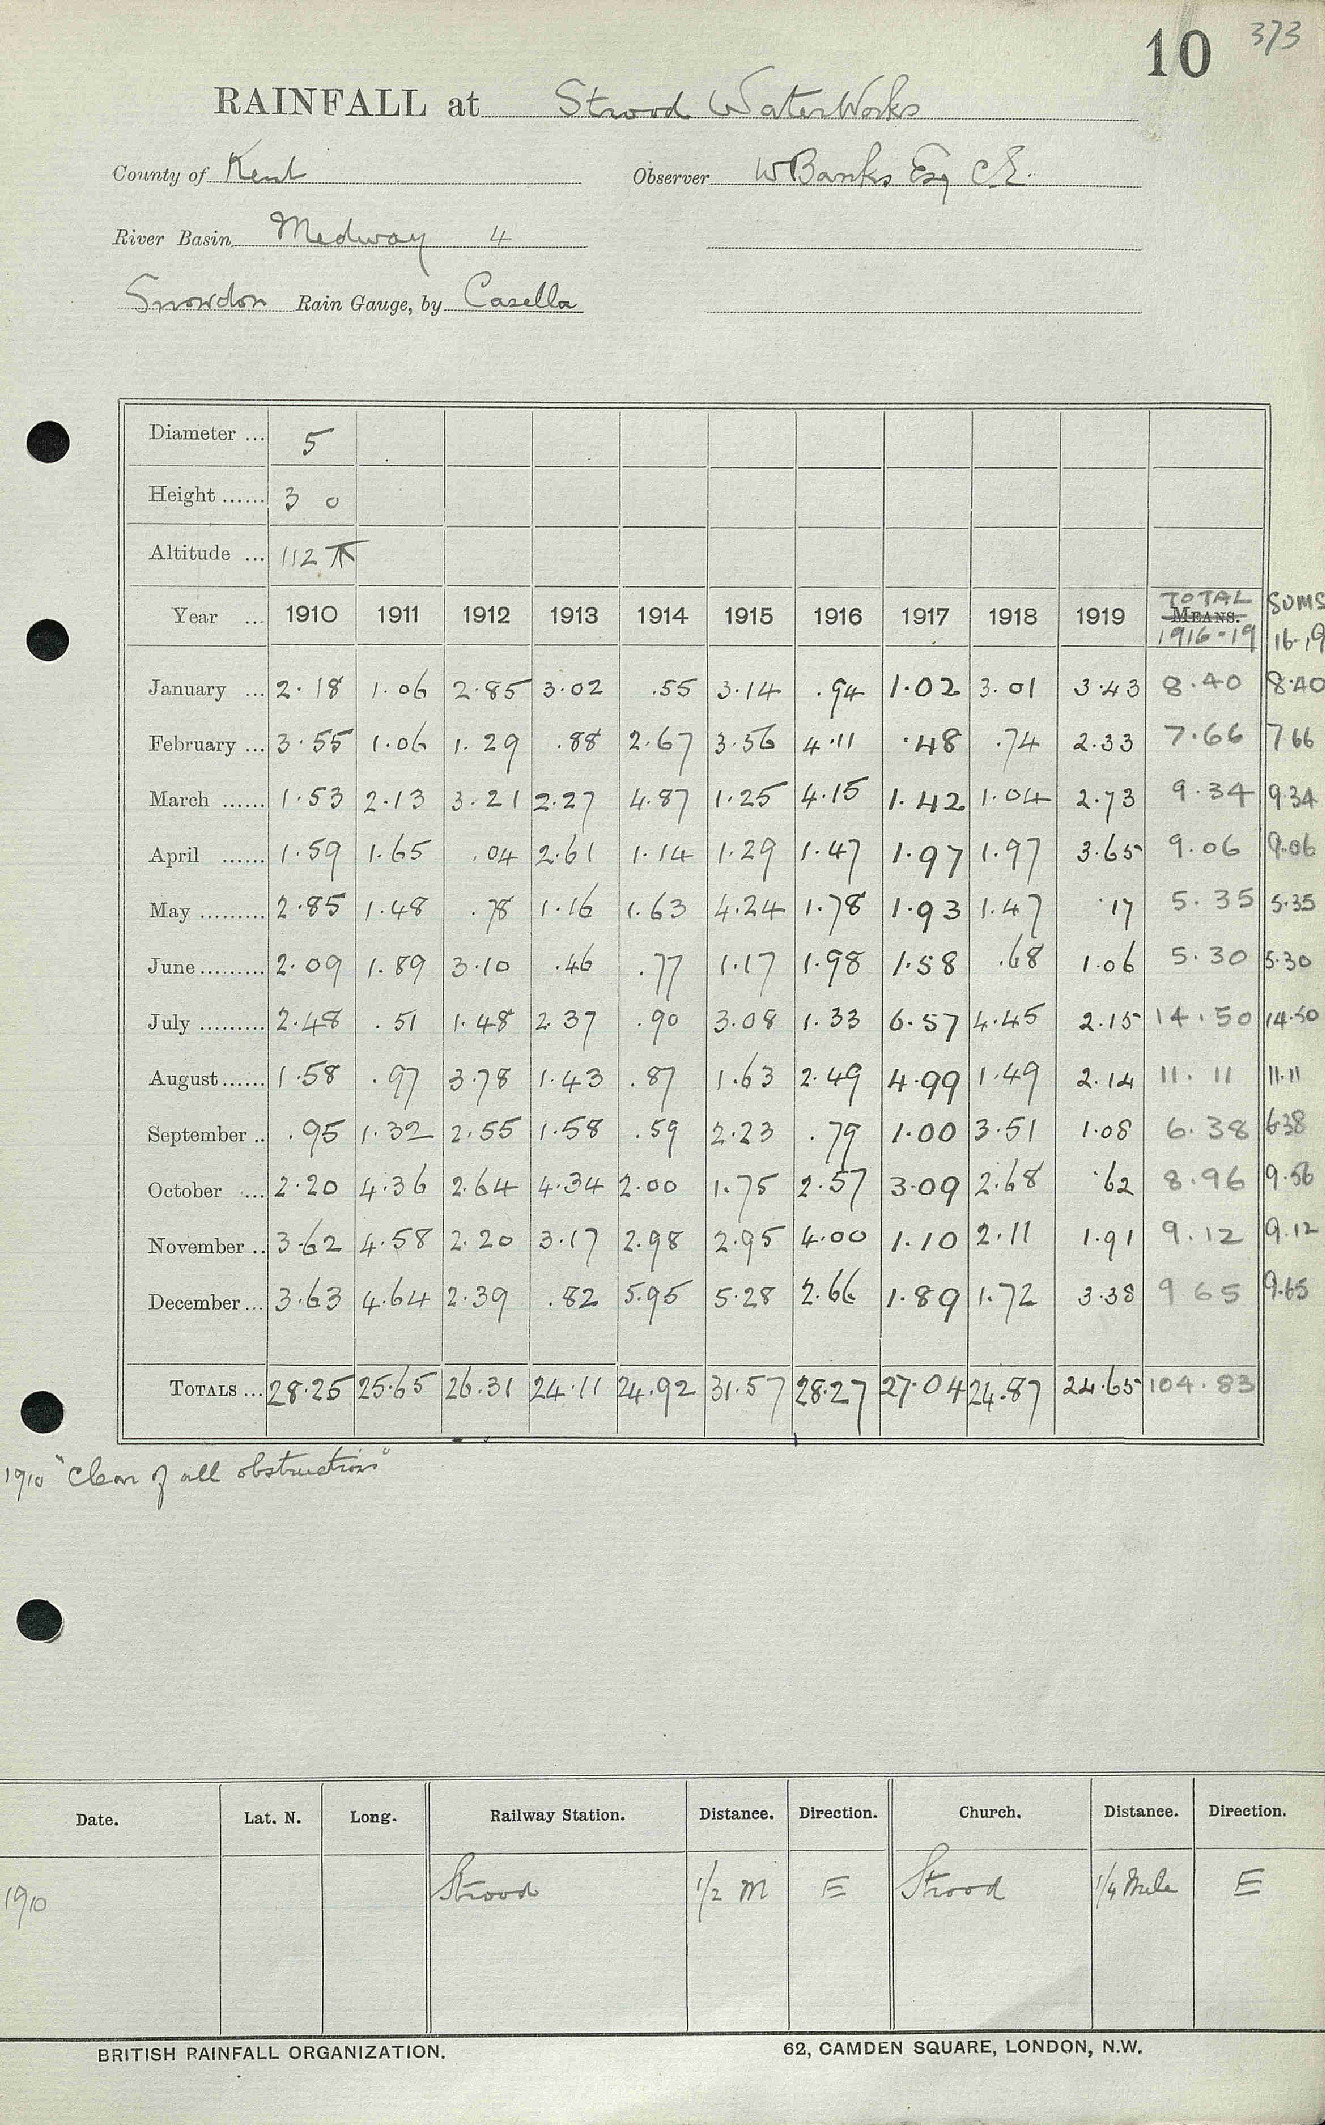 10 373
RAINFALL at Strood WaterWorks
County of Kent Observer W Banks Esq C.E.
River Basin Medway 4
Snowdon Rain Gauge, by Casella
Diameter ... 5
Height ...... 3 0
Altitude ... 112
Year ... 1910 1911 1912 1913 1914 1915 1916 1917 1918 1919 TOTAL MEANS. 1916-19 SUMS 16-19
January ... 2.18 1.06 2.85 3.02 .55 3.14 .94 1.02 3.01 3.43 8.40 8.40
February ... 3.55 1.06 1.29 .88 2.67 3.56 4.11 .48 .74 2.33 7.66 7 66
March ...... 1.53 2.13 3.21 2.27 4.87 1.25 4.15 1.42 1.04 2.73 9.34 9.34
April ...... 1.59 1.65 .04 2.61 1.14 1.29 1.47 1.97 1.97 3.65 9.06 9.06
May ......... 2.85 1.48 .78 1.16 1.63 4.24 1.78 1.93 1.47 .17 5.35 5.35
June ......... 2.09 1.89 3.10 .46 .77 1.17 1.98 1.58 .68 1.06 5.30 5.30
July ......... 2.48 .51 1.48 2.37 .90 3.08 1.33 6.57 4.45 2.15 14.50 14.50
August ...... 1.58 .97 3.78 1.43 .87 1.63 2.49 4.99 1.49 2.14 11.11 11.11
September .. .95 1.32 2.55 1.58 .59 2.23 .79 1.00 3.51 1.08 6.38 6.38
October ... 2.20 4.36 2.64 4.34 2.00 1.75 2.57 3.09 2.68 .62 8.96 9.56
November .. 3.62 4.58 2.20 3.17 2.98 2.95 4.00 1.10 2.11 1.91 9.12 9.12
December ... 3.63 4.64 2.39 .82 5.95 5.28 2.66 1.89 1.72 3.38 9 65 9.65
TOTALS ... 28.25 25.65 26.31 24.11 24.92 31.57 28.27 27.04 24.87 24.65 104.83
1910 "Clear of all obstruction"
Date. Lat. N. Long. Railway Station. Distance. Direction. Church. Distance. Direction.
1910 Strood 1/2 M E Strood 1/4 Mile E
BRITISH RAINFALL ORGANIZATION. 62, CAMDEN SQUARE, LONDON, N.W.